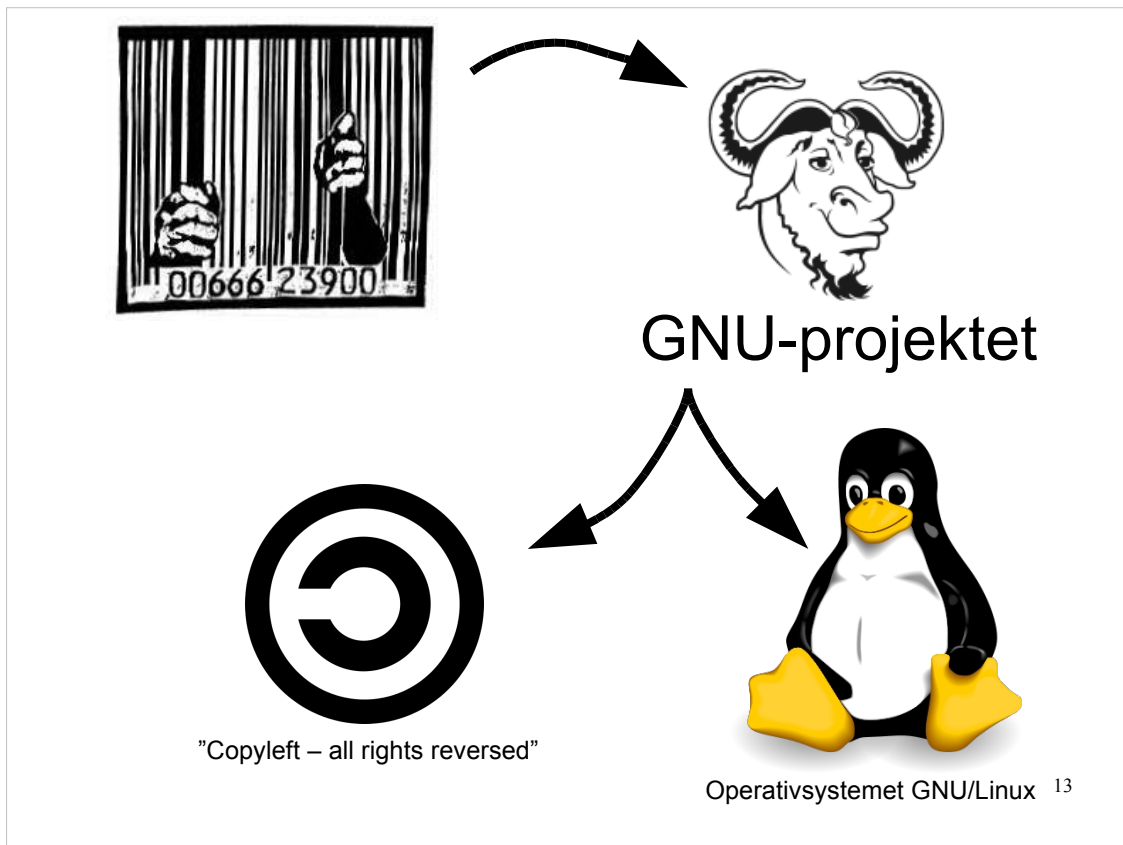 00666 23900
GNU-projektet
”Copyleft – all rights reversed”
Operativsystemet GNU/Linux 13